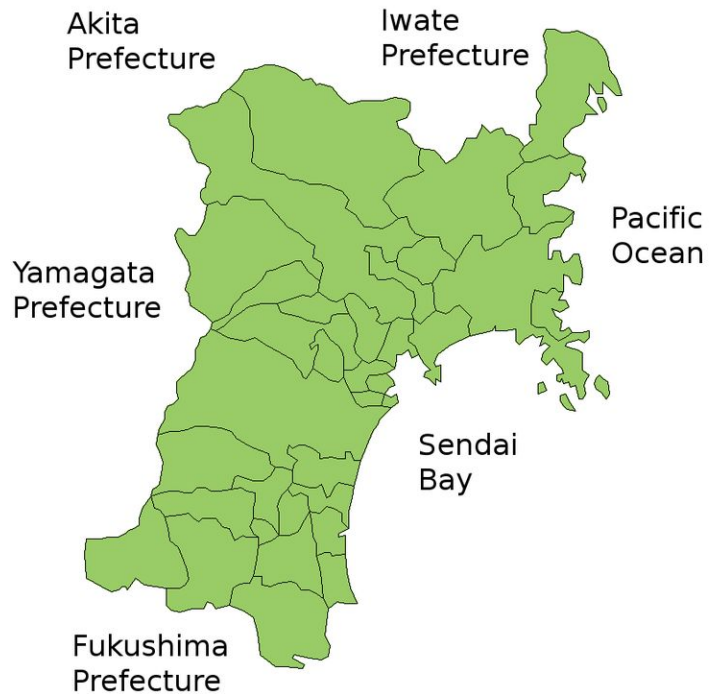 Akita
Prefecture
Iwate
Prefecture
Pacific
Ocean
Yamagata
Prefecture
Sendai
Bay
Fukushima
Prefecture